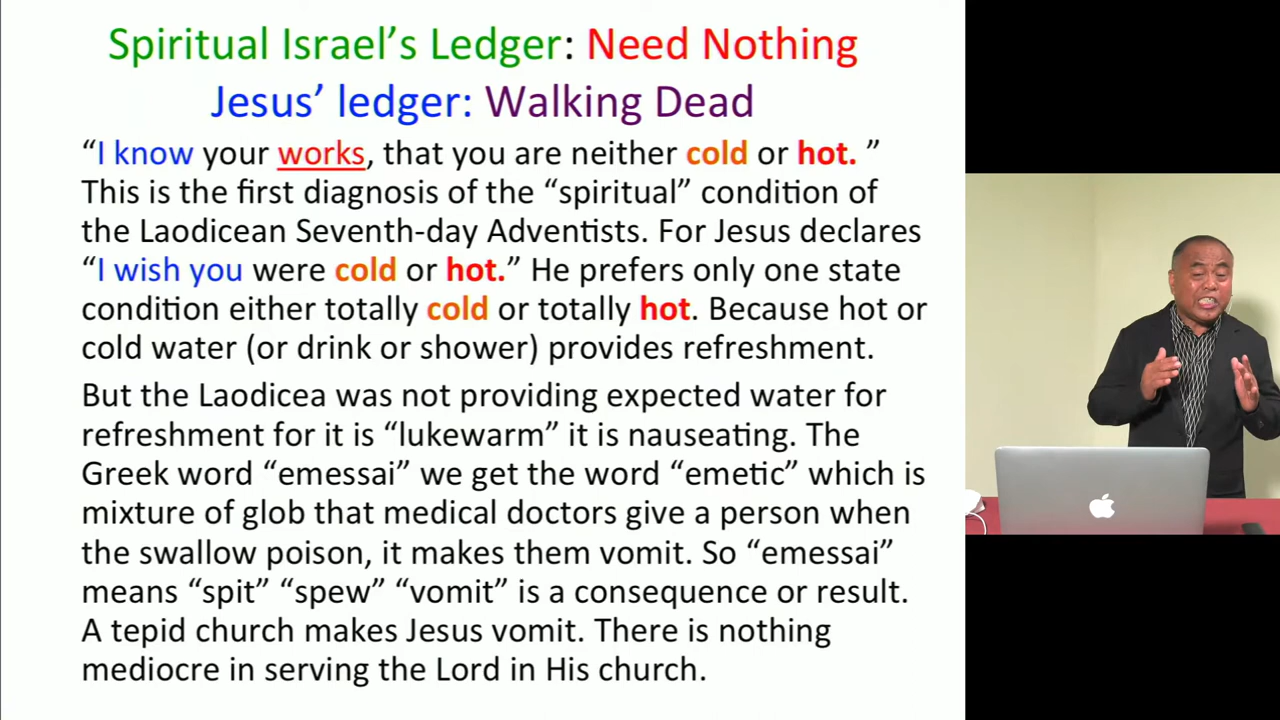 Spiritual Israel’s Ledger: Need Nothing
Jesus’ ledger: Walking Dead
“I know your works, that you are neither cold or hot. ”
This is the first diagnosis of the “spiritual” condition of
the Laodicean Seventh-day Adventists. For Jesus declares
“I wish you were cold or hot.” He prefers only one state
condition either totally cold or totally hot. Because hot or
cold water (or drink or shower) provides refreshment.
But the Laodicea was not providing expected water for
refreshment for it is “lukewarm” it is nauseating. The
Greek word “emessai” we get the word “emetic” which is
mixture of glob that medical doctors give a person when
the swallow poison, it makes them vomit. So “emessai”
means “spit” “spew” “vomit” is a consequence or result.
A tepid church makes Jesus vomit. There is nothing
mediocre in serving the Lord in His church.